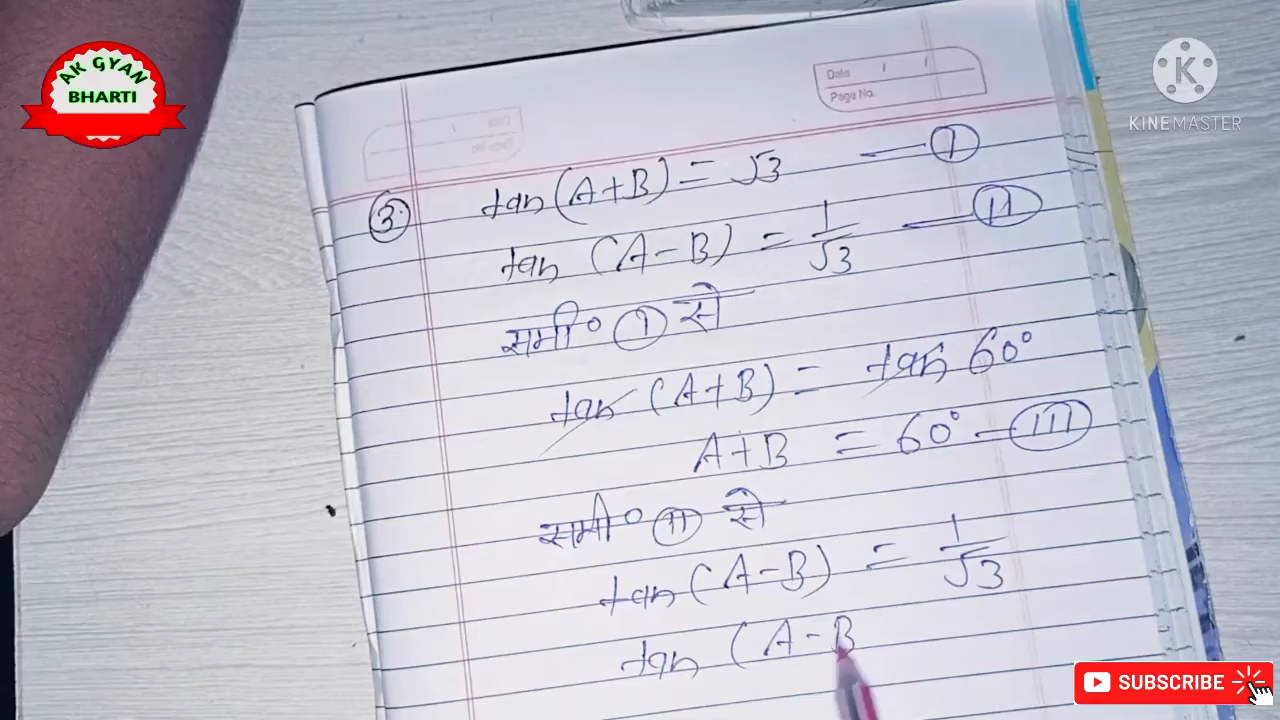 AK GYAN
BHARTI
KINEMASTER
Date / /
Page No.
3. tan(A+B) = √3 — I
tan (A-B) = 1/√3 — II
समी० I से
tan (A+B) = tan 60°
A+B = 60° — III
समी० II से
tan(A-B) = 1/√3
tan (A-B
SUBSCRIBE